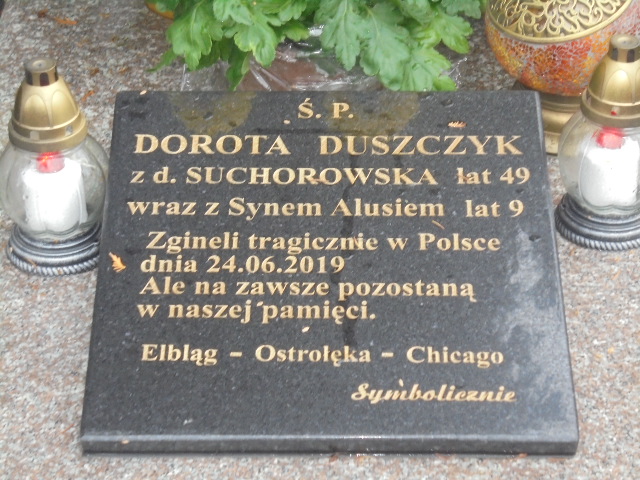 Ś. P.
DOROTA DUSZCZYK
z d. SUCHOROWSKA lat 49
wraz z Synem Alusiem lat 9
Zgineli tragicznie w Polsce
dnia 24.06.2019
Ale na zawsze pozostaną
w naszej pamięci.
Elbląg - Ostrołęka - Chicago
Symbolicznie